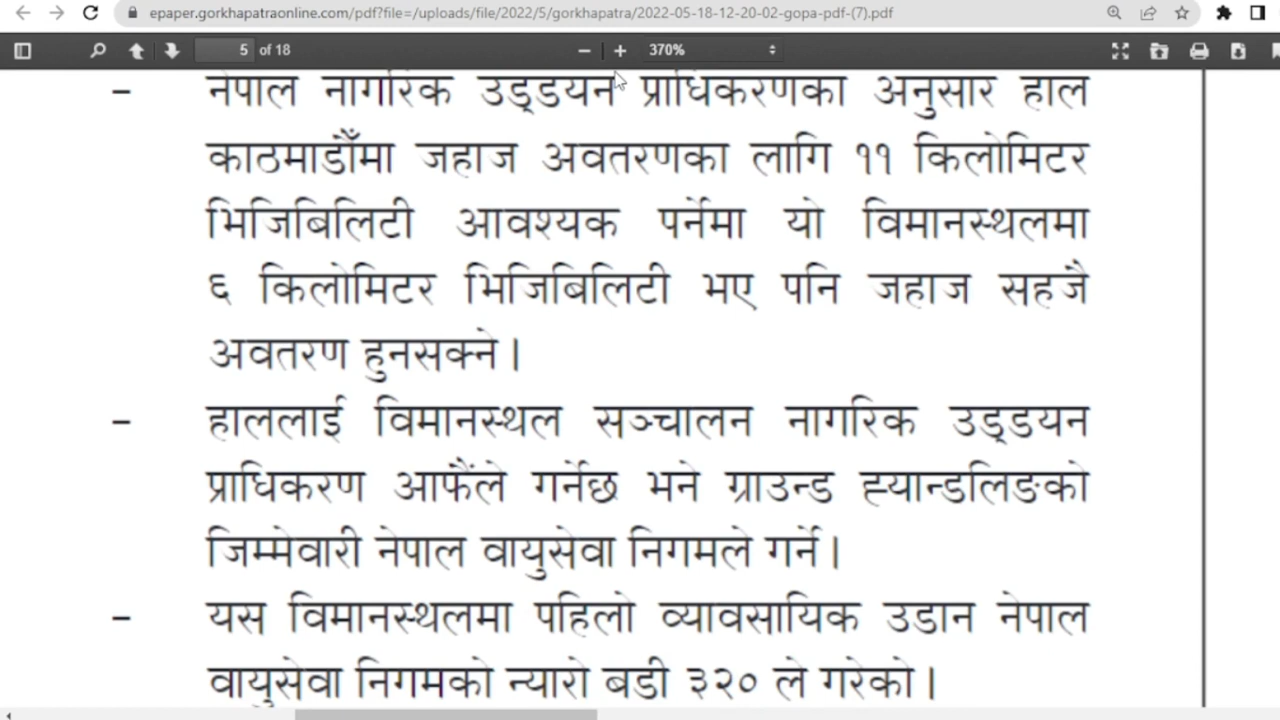 epaper.gorkhapatraonline.com/pdf?file=/uploads/file/2022/5/gorkhapatra/2022-05-18-12-20-02-gopa-pdf-(7).pdf
5 of 18 370%
- नेपाल नागरिक उड्डयन प्राधिकरणका अनुसार हाल
काठमाडौँमा जहाज अवतरणका लागि ११ किलोमिटर
भिजिबिलिटी आवश्यक पर्नेमा यो विमानस्थलमा
६ किलोमिटर भिजिबिलिटी भए पनि जहाज सहजै
अवतरण हुनसक्ने।
- हाललाई विमानस्थल सञ्चालन नागरिक उड्डयन
प्राधिकरण आफैंले गर्नेछ भने ग्राउन्ड ह्यान्डलिङको
जिम्मेवारी नेपाल वायुसेवा निगमले गर्ने।
- यस विमानस्थलमा पहिलो व्यावसायिक उडान नेपाल
वायुसेवा निगमको न्यारो बडी ३२० ले गरेको।